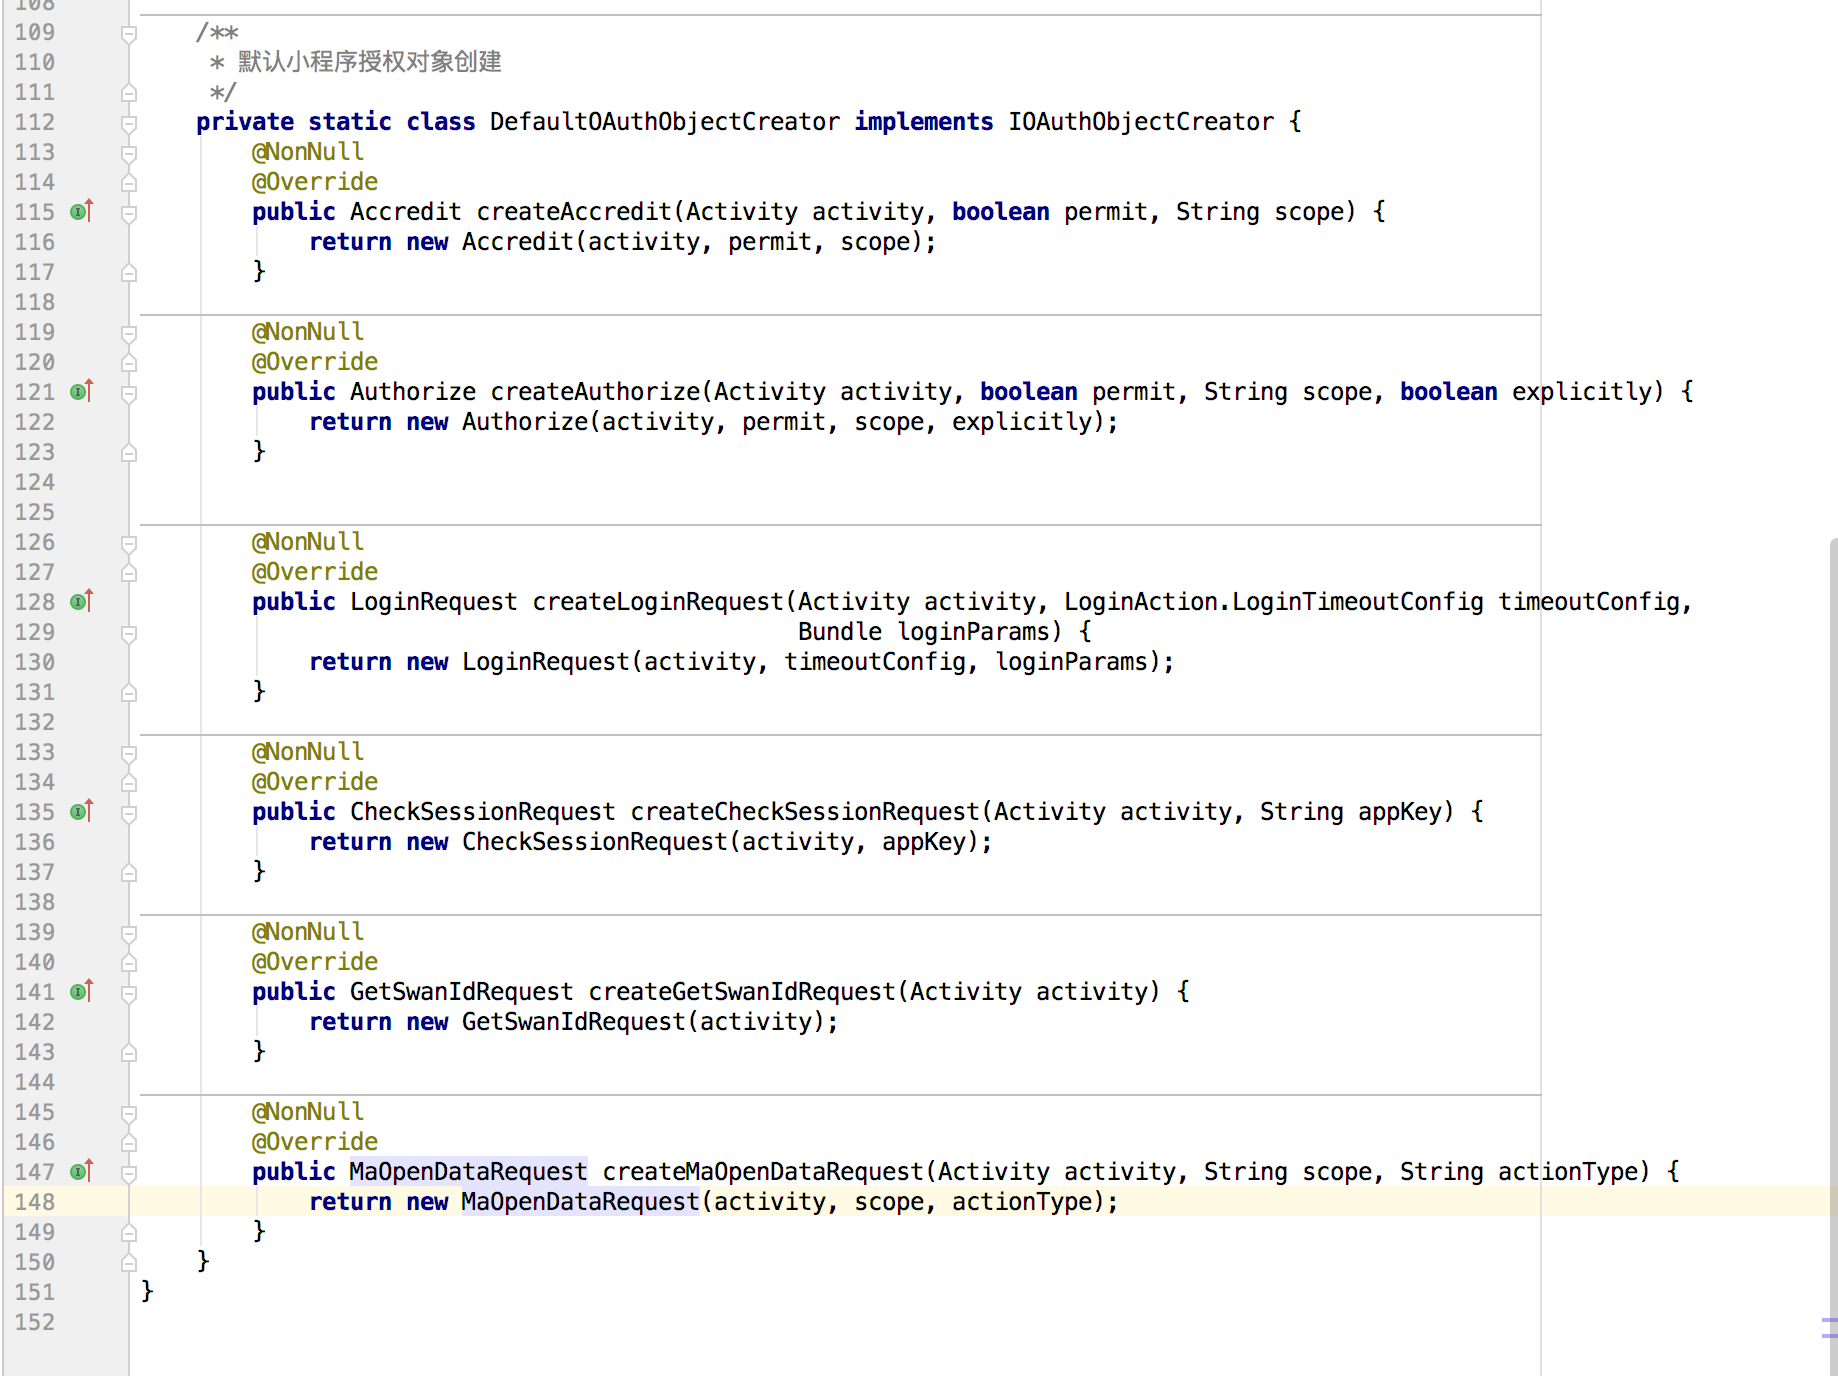 108
109 /**
110 * 默认小程序授权对象创建
111 */
112 private static class DefaultOAuthObjectCreator implements IOAuthObjectCreator {
113 @NonNull
114 @Override
115 public Accredit createAccredit(Activity activity, boolean permit, String scope) {
116 return new Accredit(activity, permit, scope);
117 }
118
119 @NonNull
120 @Override
121 public Authorize createAuthorize(Activity activity, boolean permit, String scope, boolean explicitly) {
122 return new Authorize(activity, permit, scope, explicitly);
123 }
124
125
126 @NonNull
127 @Override
128 public LoginRequest createLoginRequest(Activity activity, LoginAction.LoginTimeoutConfig timeoutConfig,
129 Bundle loginParams) {
130 return new LoginRequest(activity, timeoutConfig, loginParams);
131 }
132
133 @NonNull
134 @Override
135 public CheckSessionRequest createCheckSessionRequest(Activity activity, String appKey) {
136 return new CheckSessionRequest(activity, appKey);
137 }
138
139 @NonNull
140 @Override
141 public GetSwanIdRequest createGetSwanIdRequest(Activity activity) {
142 return new GetSwanIdRequest(activity);
143 }
144
145 @NonNull
146 @Override
147 public MaOpenDataRequest createMaOpenDataRequest(Activity activity, String scope, String actionType) {
148 return new MaOpenDataRequest(activity, scope, actionType);
149 }
150 }
151 }
152